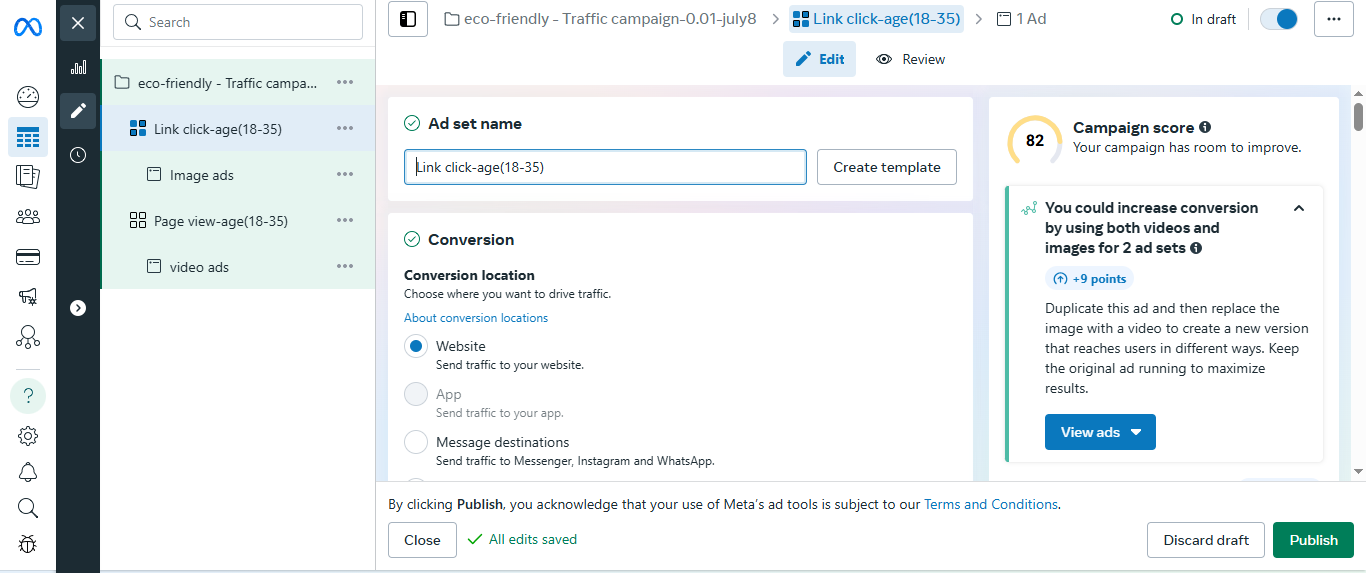 Search
eco-friendly - Traffic campa...
Link click-age(18-35)
Image ads
Page view-age(18-35)
video ads
eco-friendly - Traffic campaign-0.01-july8
Link click-age(18-35)
1 Ad
In draft
Edit
Review
Ad set name
Link click-age(18-35)
Create template
Conversion
Conversion location
Choose where you want to drive traffic.
About conversion locations
Website
Send traffic to your website.
App
Send traffic to your app.
Message destinations
Send traffic to Messenger, Instagram and WhatsApp.
82
Campaign score
Your campaign has room to improve.
You could increase conversion
by using both videos and
images for 2 ad sets
+9 points
Duplicate this ad and then replace the
image with a video to create a new version
that reaches users in different ways. Keep
the original ad running to maximize
results.
View ads
By clicking Publish, you acknowledge that your use of Meta's ad tools is subject to our Terms and Conditions.
Close
All edits saved
Discard draft
Publish